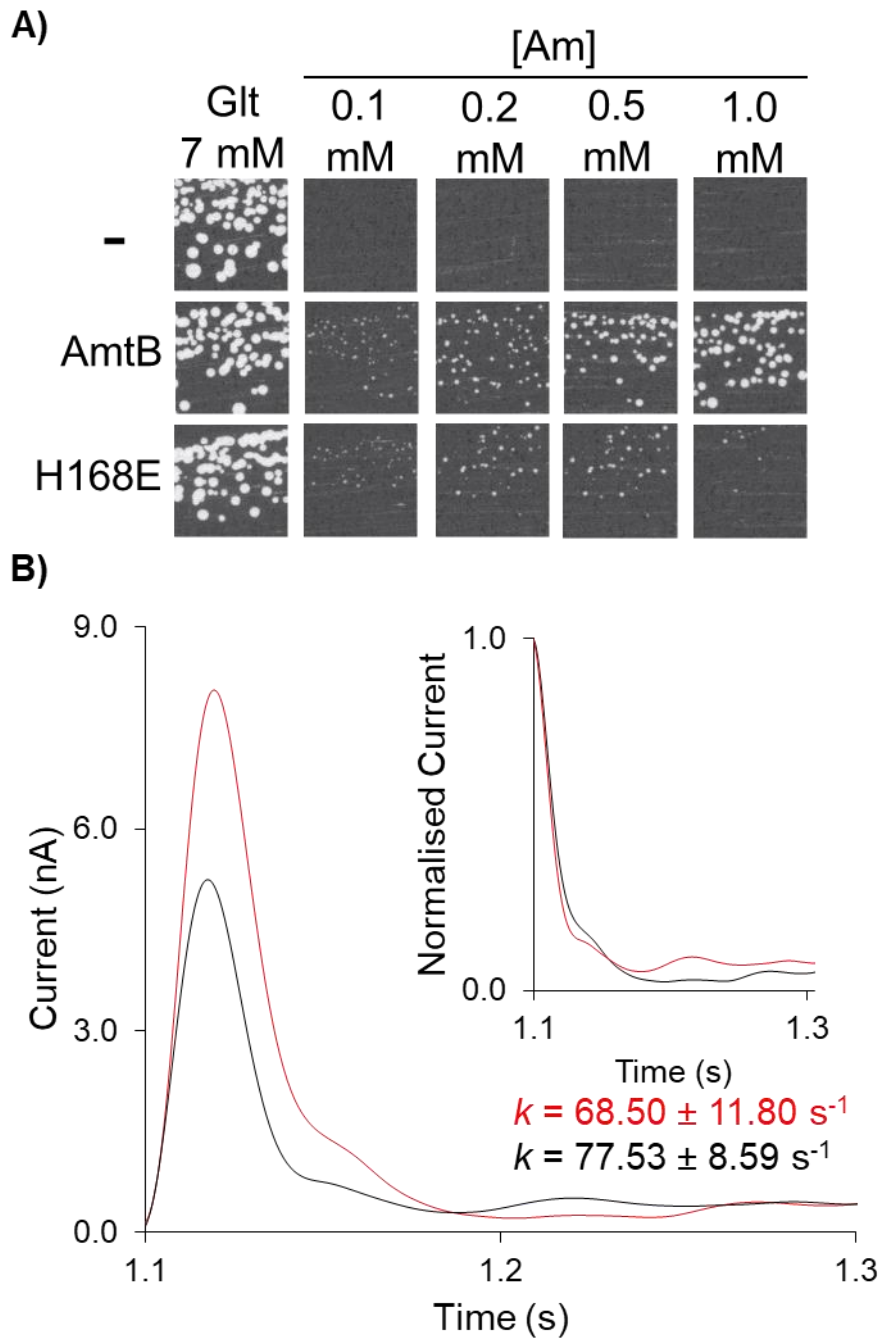 A)
[Am]
Glt 0.1 0.2 0.5 1.0
7 mM mM mM mM mM
-
AmtB
H168E
B)
9.0
6.0
3.0
0.0
Current (nA)
1.1 1.2 1.3
Time (s)
1.0
0.0
Normalised Current
1.1 1.3
Time (s)
k = 68.50 ± 11.80 s-1
k = 77.53 ± 8.59 s-1